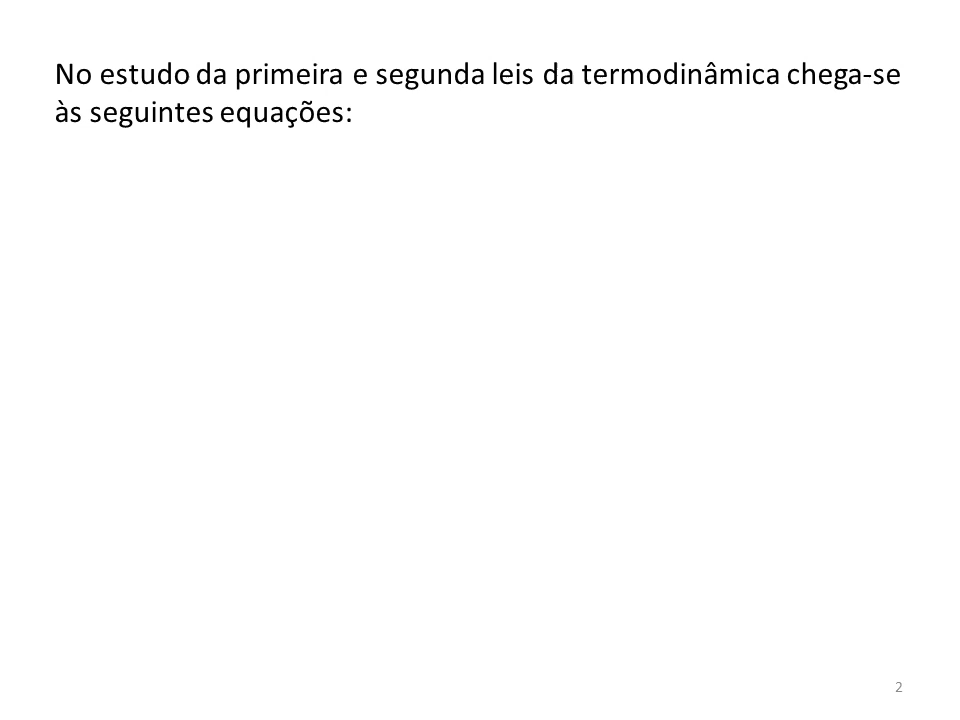 No estudo da primeira e segunda leis da termodinâmica chega-se
às seguintes equações:
2